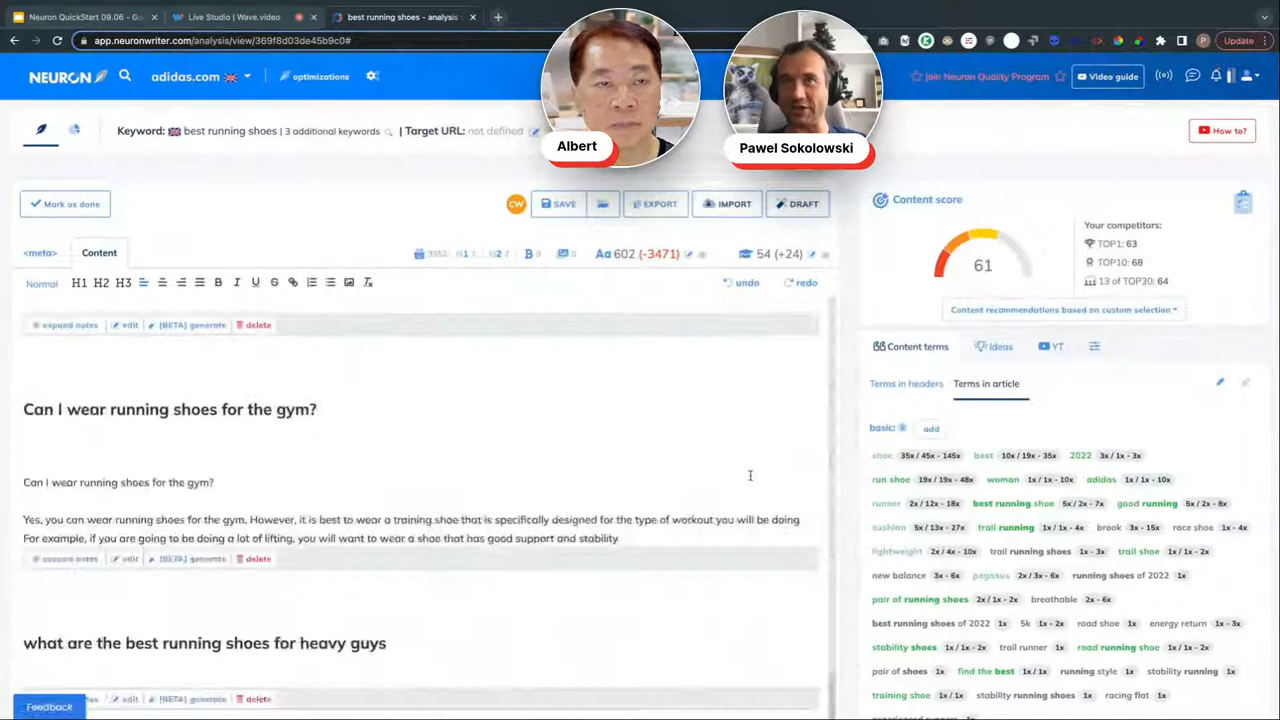 Neuron QuickStart 09.06 - G
Live Studio | Wave.video
best running shoes - analysis
app.neuronwriter.com/analysis/view/369f8d03de45b9c0#
Update
NEURON
adidas.com
optimizations
Join Neuron Quality Program
Video guide
Albert
Pawel Sokolowski
Keyword: best running shoes | 3 additional keywords | Target URL: not defined
How to?
Mark as done
CW
SAVE
EXPORT
IMPORT
DRAFT
<meta>
Content
3352 H1 H2 B 0
Aa 602 (-3471)
54 (+24)
Normal H1 H2 H3 B I U S
undo redo
expand notes | edit | [BETA] generate | delete
Can I wear running shoes for the gym?
Can I wear running shoes for the gym?
Yes, you can wear running shoes for the gym. However, it is best to wear a training shoe that is specifically designed for the type of workout you will be doing
For example, if you are going to be doing a lot of lifting, you will want to wear a shoe that has good support and stability.
expand notes | edit | [BETA] generate | delete
what are the best running shoes for heavy guys
edit | [BETA] generate | delete
Feedback
Content score
61
Your competitors:
TOP1: 63
TOP10: 68
13 of TOP30: 64
Content recommendations based on custom selection
Content terms
Ideas
YT
Terms in headers
Terms in article
basic: add
shoe 35x / 45x - 145x best 10x / 19x - 35x 2022 3x / 1x - 3x
run shoe 19x / 19x - 48x woman 1x / 1x - 10x adidas 1x / 1x - 10x
runner 2x / 12x - 18x best running shoe 5x / 2x - 7x good running 5x / 2x - 8x
cushion 5x / 13x - 27x trail running 1x / 1x - 4x brook 3x - 15x race shoe 1x - 4x
lightweight 2x / 4x - 10x trail running shoes 1x - 3x trail shoe 1x / 1x - 2x
new balance 3x - 6x pegasus 2x / 3x - 6x running shoes of 2022 1x
pair of running shoes 2x / 1x - 2x breathable 2x - 6x
best running shoes of 2022 1x 5k 1x - 2x road shoe 1x energy return 1x - 3x
stability shoes 1x / 1x - 2x trail runner 1x road running shoe 1x / 1x - 2x
pair of shoes 1x find the best 1x / 1x running style 1x stability running 1x
training shoe 1x / 1x stability running shoes 1x racing flat 1x
experienced runners